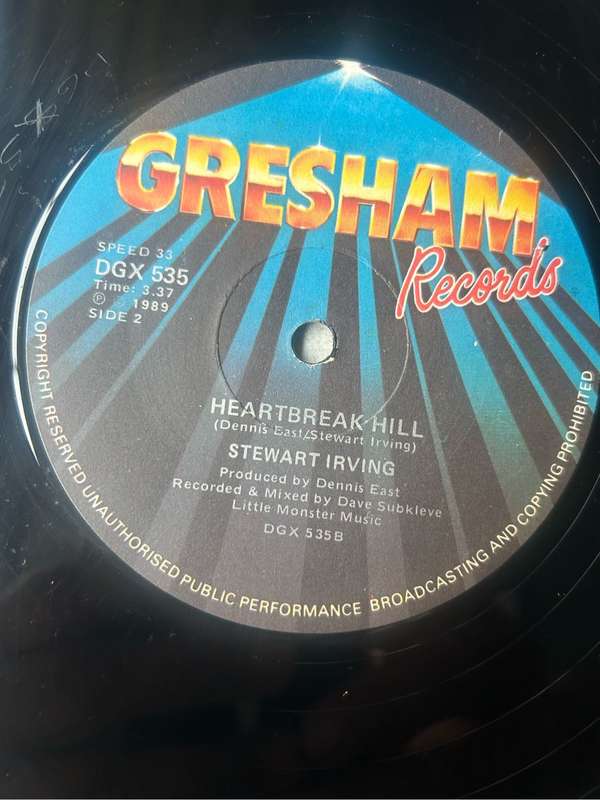 GRESHAM
Records
SPEED 33
DGX 535
Time: 3.37
Ⓟ 1989
SIDE 2
HEARTBREAK HILL
(Dennis East/Stewart Irving)
STEWART IRVING
Produced by Dennis East
Recorded & Mixed by Dave Subkleve
Little Monster Music
DGX 535B
COPYRIGHT RESERVED UNAUTHORISED PUBLIC PERFORMANCE BROADCASTING AND COPYING PROHIBITED